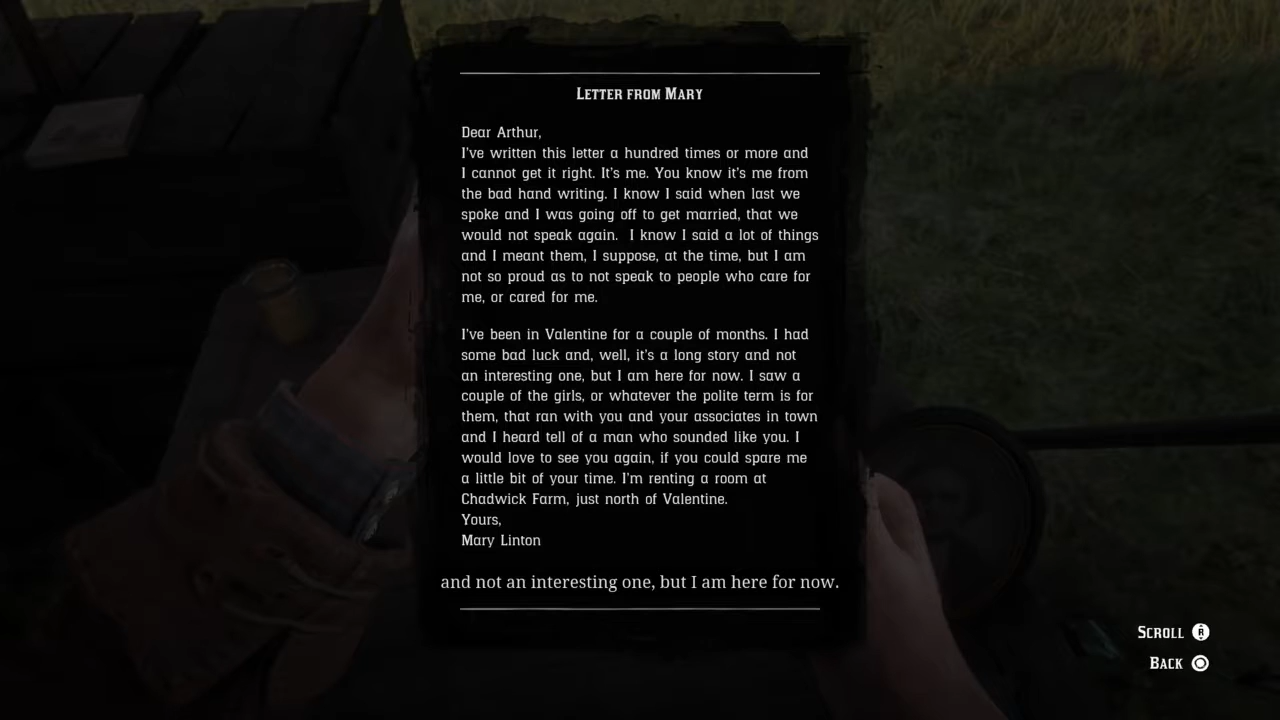 LETTER FROM MARY
Dear Arthur,
I've written this letter a hundred times or more and
I cannot get it right. It's me. You know it's me from
the bad hand writing. I know I said when last we
spoke and I was going off to get married, that we
would not speak again.  I know I said a lot of things
and I meant them, I suppose, at the time, but I am
not so proud as to not speak to people who care for
me, or cared for me.
I've been in Valentine for a couple of months. I had
some bad luck and, well, it's a long story and not
an interesting one, but I am here for now. I saw a
couple of the girls, or whatever the polite term is for
them, that ran with you and your associates in town
and I heard tell of a man who sounded like you. I
would love to see you again, if you could spare me
a little bit of your time. I'm renting a room at
Chadwick Farm, just north of Valentine.
Yours,
Mary Linton
and not an interesting one, but I am here for now.
SCROLL R
BACK